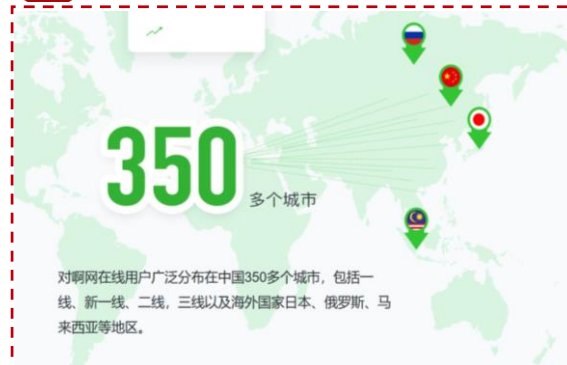 350
多个城市
对啊网在线用户广泛分布在中国350多个城市，包括一
线、新一线、二线，三线以及海外国家日本、俄罗斯、马
来西亚等地区。